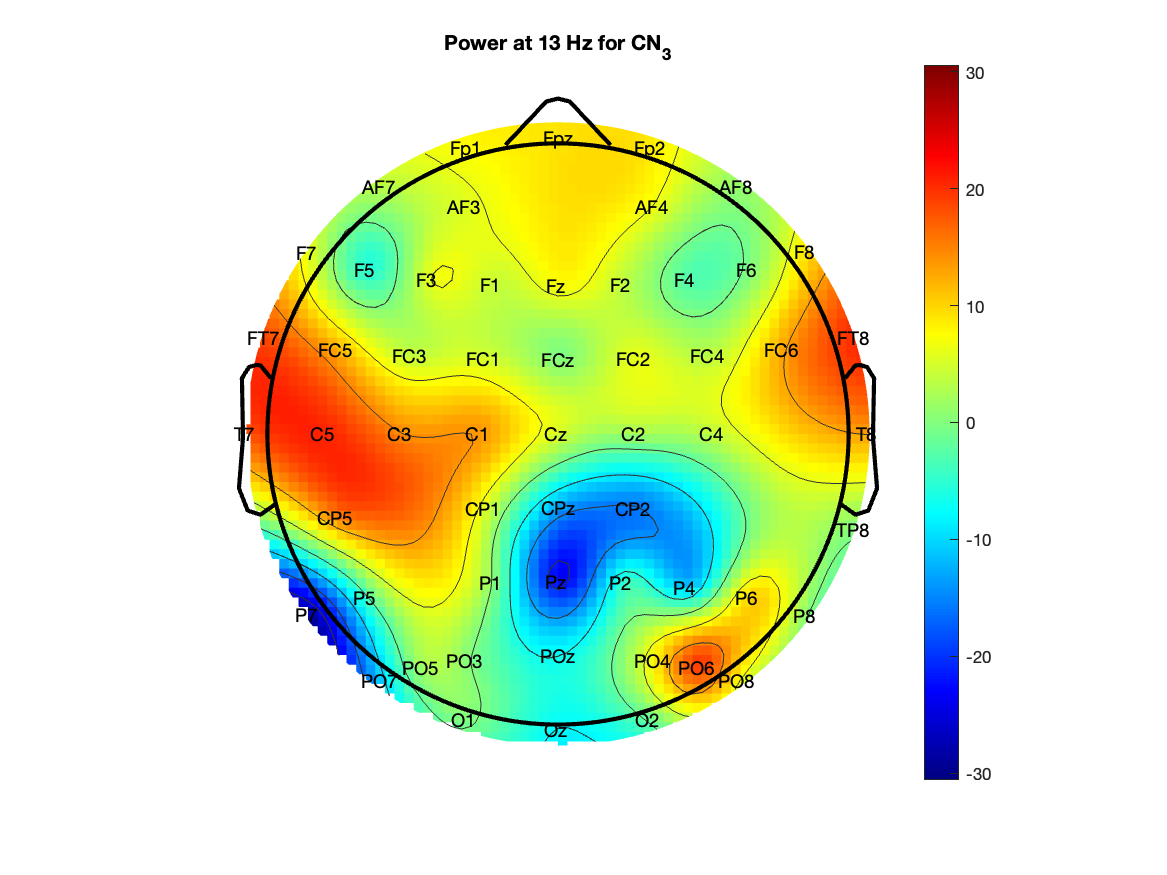 Power at 13 Hz for CN3
30
20
10
0
-10
-20
-30
Fp1 Fpz Fp2
AF7 AF3 AF4 AF8
F7 F5 F3 F1 Fz F2 F4 F6 F8
FT7 FC5 FC3 FC1 FCz FC2 FC4 FC6 FT8
T7 C5 C3 C1 Cz C2 C4 T8
CP5 CP1 CPz CP2 TP8
P7 P5 P1 Pz P2 P4 P6 P8
PO7 PO5 PO3 POz PO4 PO6 PO8
O1 Oz O2